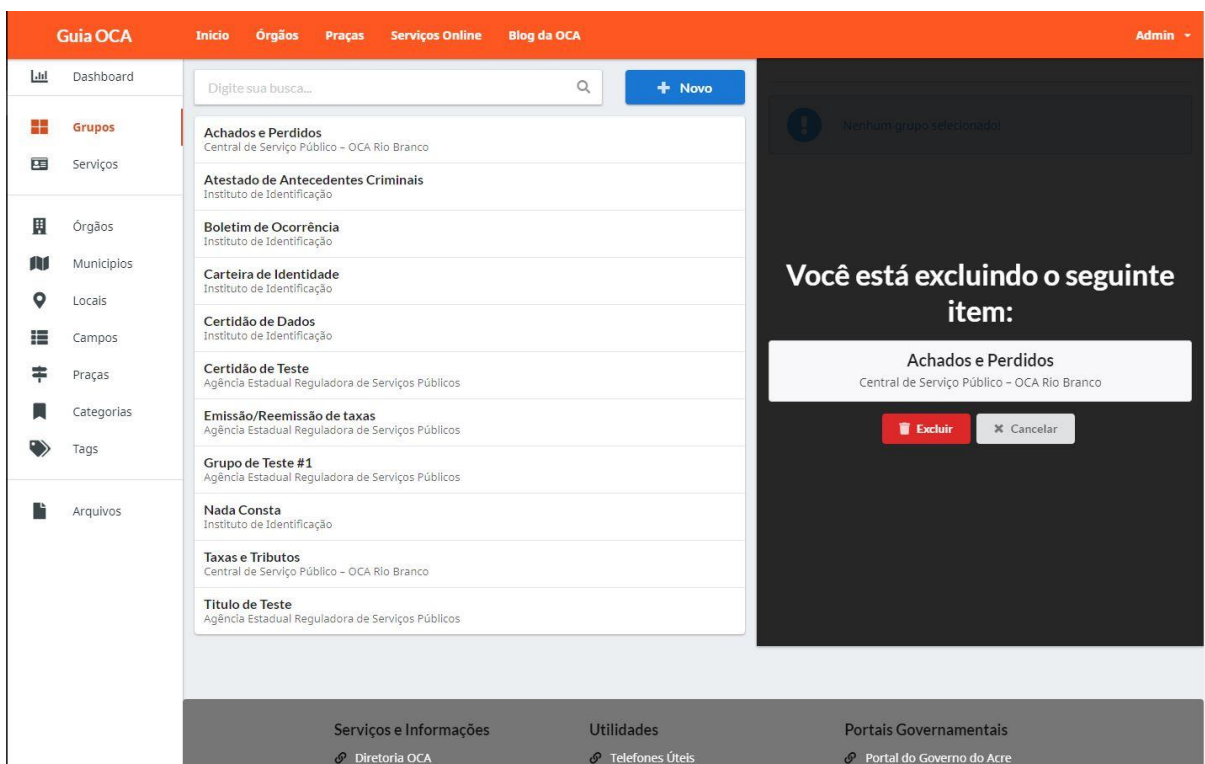 Guia OCA
Inicio Órgãos Praças Serviços Online Blog da OCA
Admin
Dashboard
Grupos
Serviços
Órgãos
Municipios
Locais
Campos
Praças
Categorias
Tags
Arquivos
Digite sua busca...
Novo
Achados e Perdidos
Central de Serviço Público – OCA Rio Branco
Atestado de Antecedentes Criminais
Instituto de Identificação
Boletim de Ocorrência
Instituto de Identificação
Carteira de Identidade
Instituto de Identificação
Certidão de Dados
Instituto de Identificação
Certidão de Teste
Agência Estadual Reguladora de Serviços Públicos
Emissão/Reemissão de taxas
Agência Estadual Reguladora de Serviços Públicos
Grupo de Teste #1
Agência Estadual Reguladora de Serviços Públicos
Nada Consta
Instituto de Identificação
Taxas e Tributos
Central de Serviço Público – OCA Rio Branco
Titulo de Teste
Agência Estadual Reguladora de Serviços Públicos
Nenhum grupo selecionado!
Você está excluindo o seguinte
item:
Achados e Perdidos
Central de Serviço Público – OCA Rio Branco
Excluir
Cancelar
Serviços e Informações
Diretoria OCA
Utilidades
Telefones Úteis
Portais Governamentais
Portal do Governo do Acre